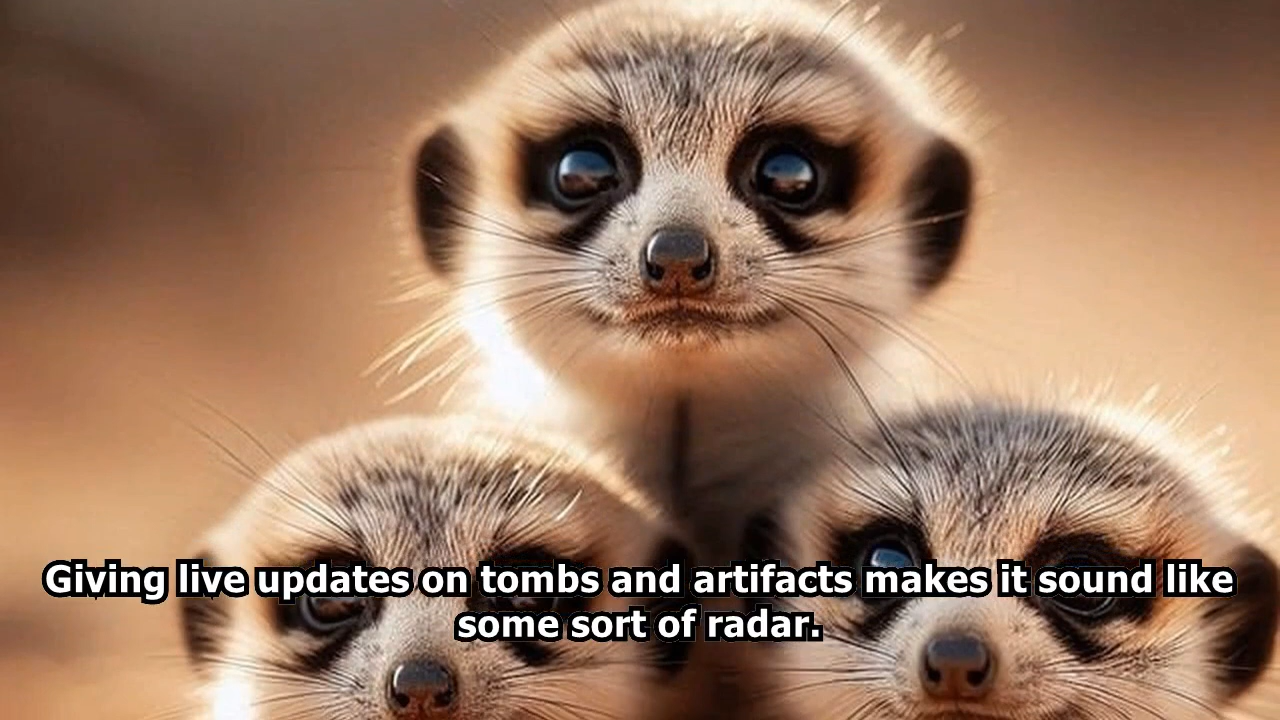 Giving live updates on tombs and artifacts makes it sound like
some sort of radar.